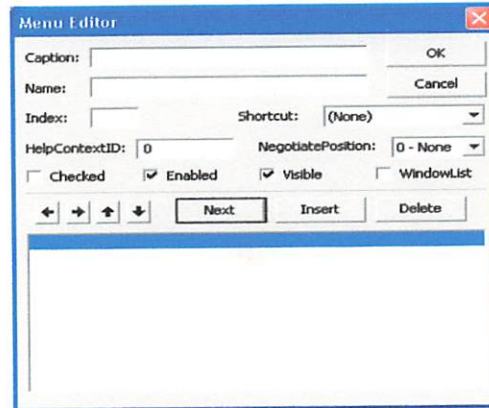 Menu Editor
Caption:
OK
Name:
Cancel
Index:
Shortcut: (None)
HelpContextID: 0
NegotiatePosition: 0 - None
Checked
Enabled
Visible
WindowList
Next
Insert
Delete